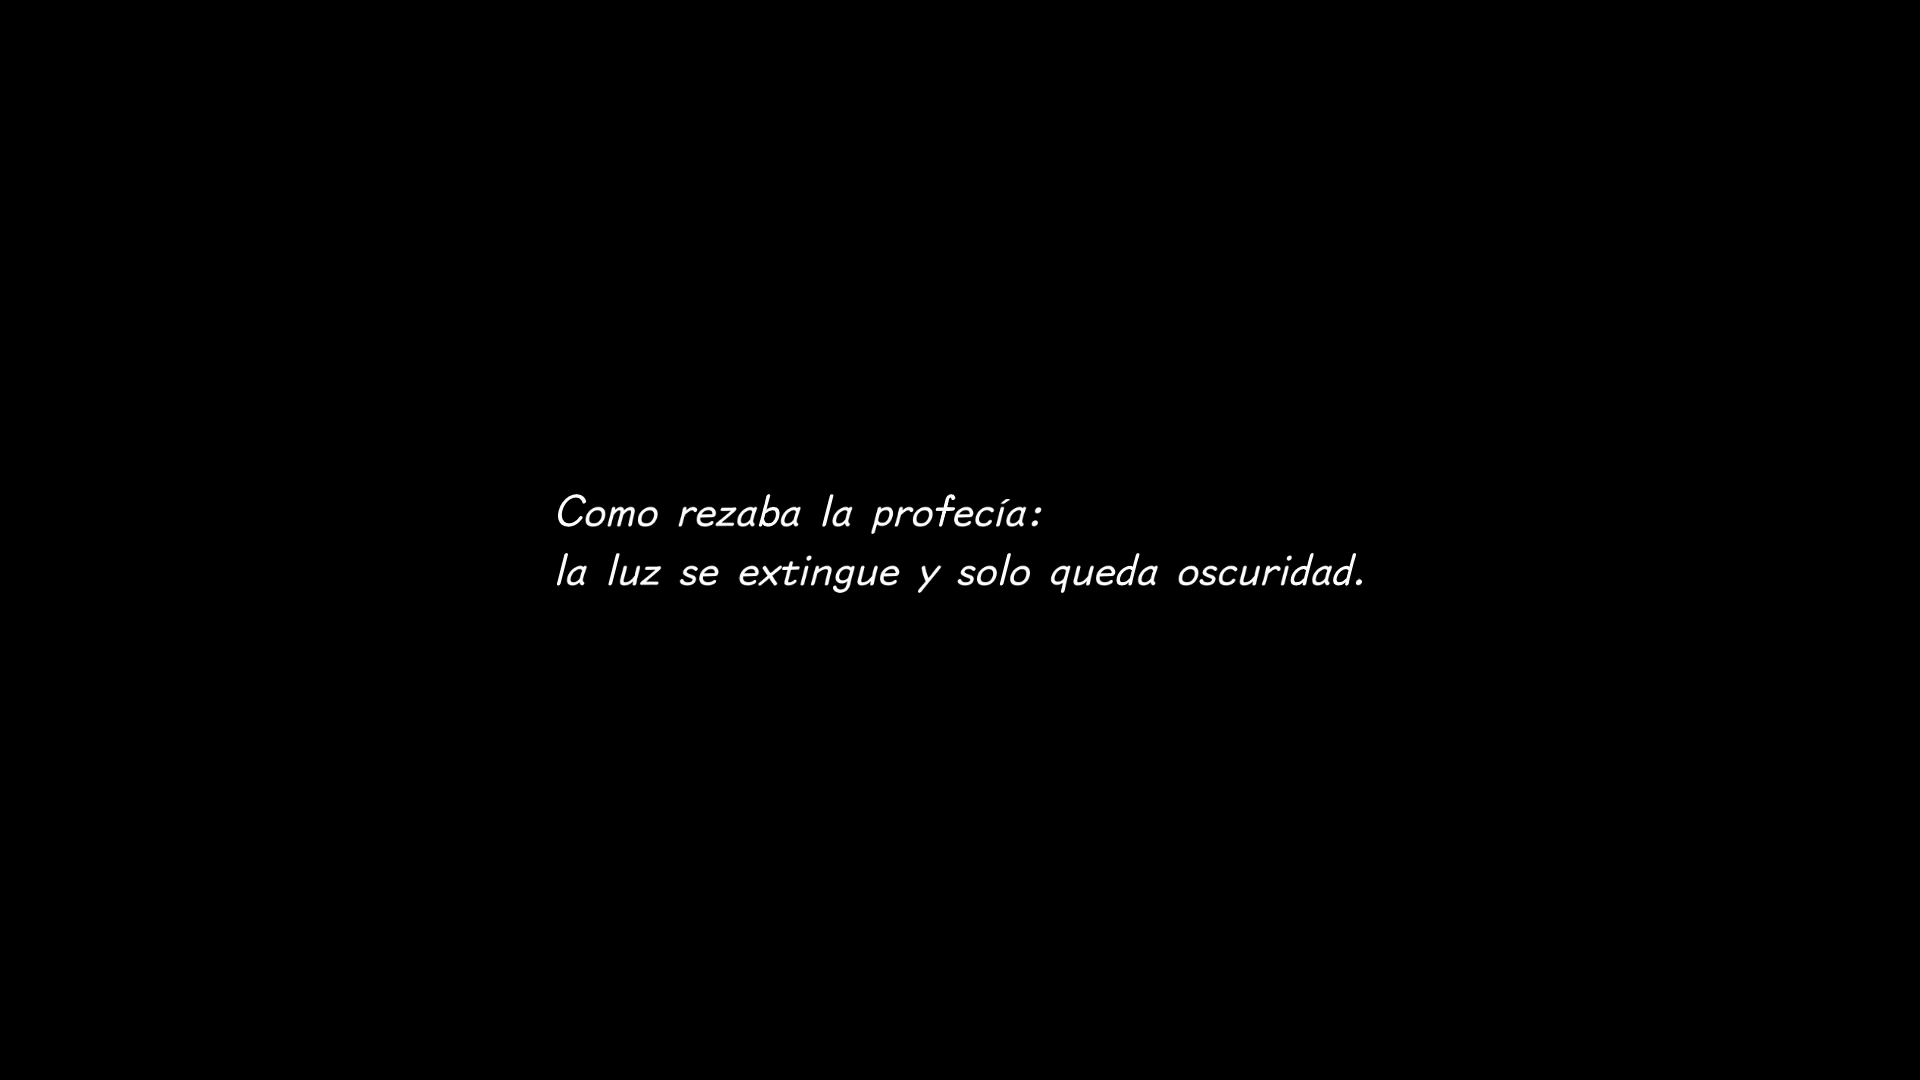 Como rezaba la profecía:
la luz se extingue y solo queda oscuridad.